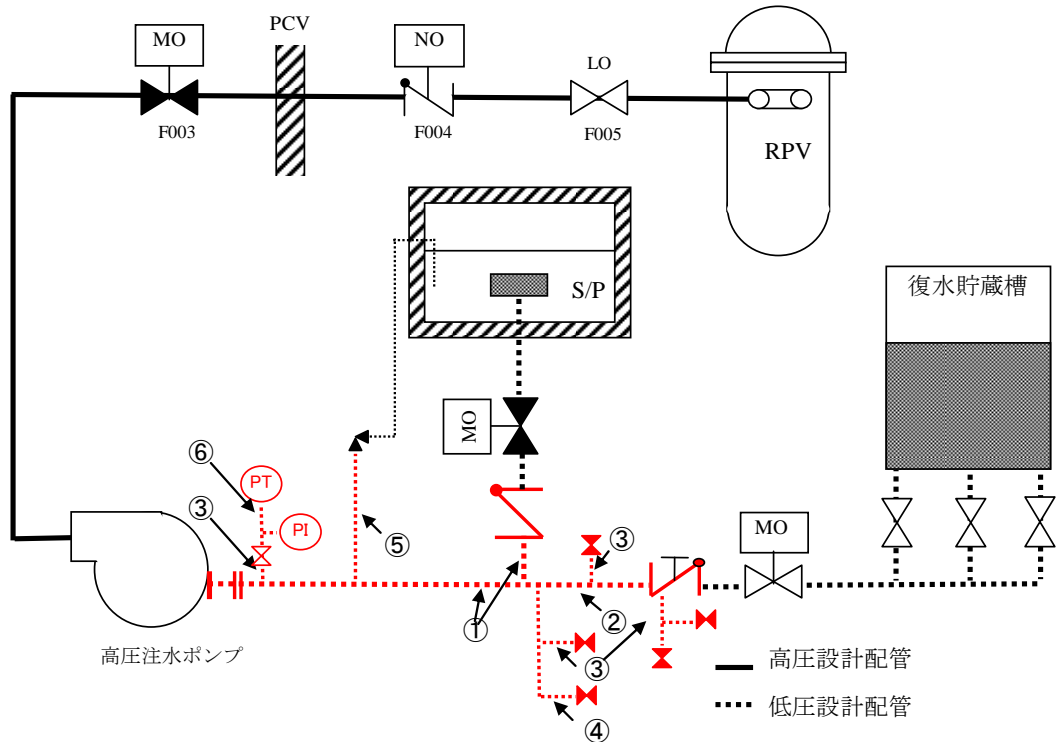 PCV
MO
NO
LO
F003
F004
F005
RPV
S/P
復水貯蔵槽
MO
⑥
PT
③
PI
⑤
③
MO
①
②
高圧注水ポンプ
③
④
高圧設計配管
低圧設計配管